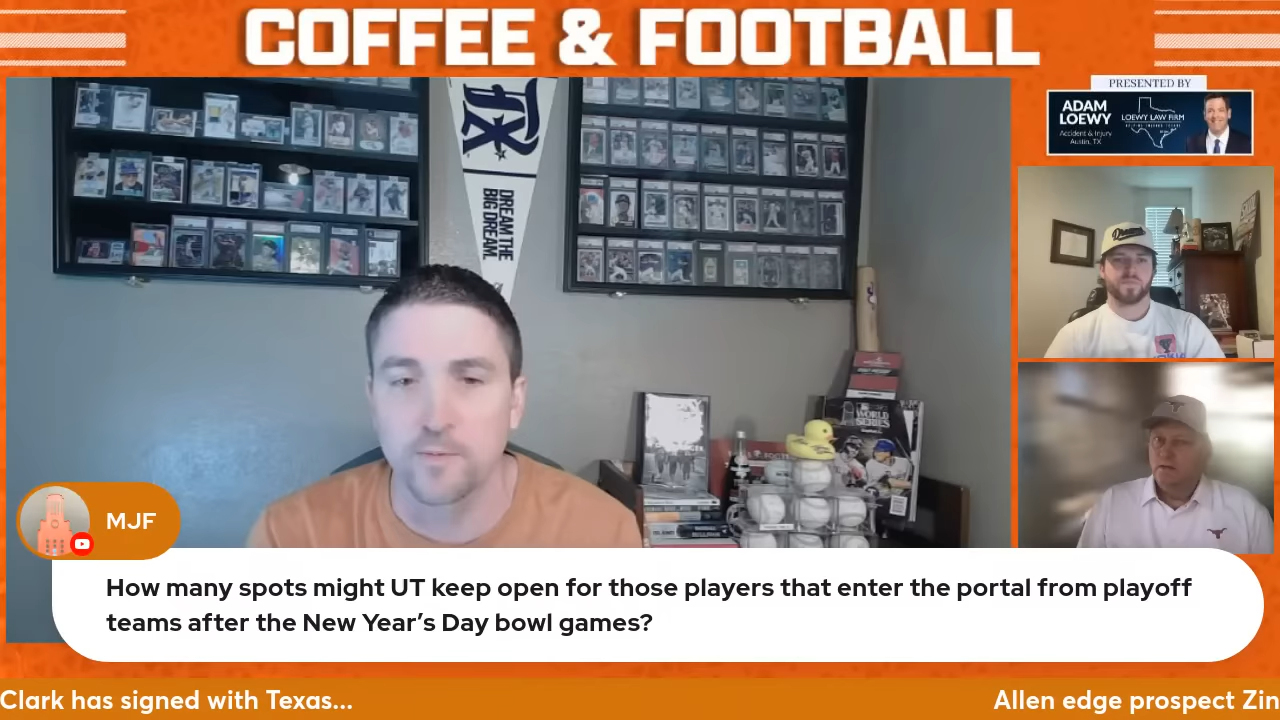 COFFEE & FOOTBALL
PRESENTED BY
ADAM
LOEWY
Accident & Injury
Austin, TX
LOEWY LAW FIRM
TX
DREAM THE
BIG DREAM.
WORLD
SERIES
MJF
How many spots might UT keep open for those players that enter the portal from playoff
teams after the New Year’s Day bowl games?
Clark has signed with Texas...
Allen edge prospect Zin